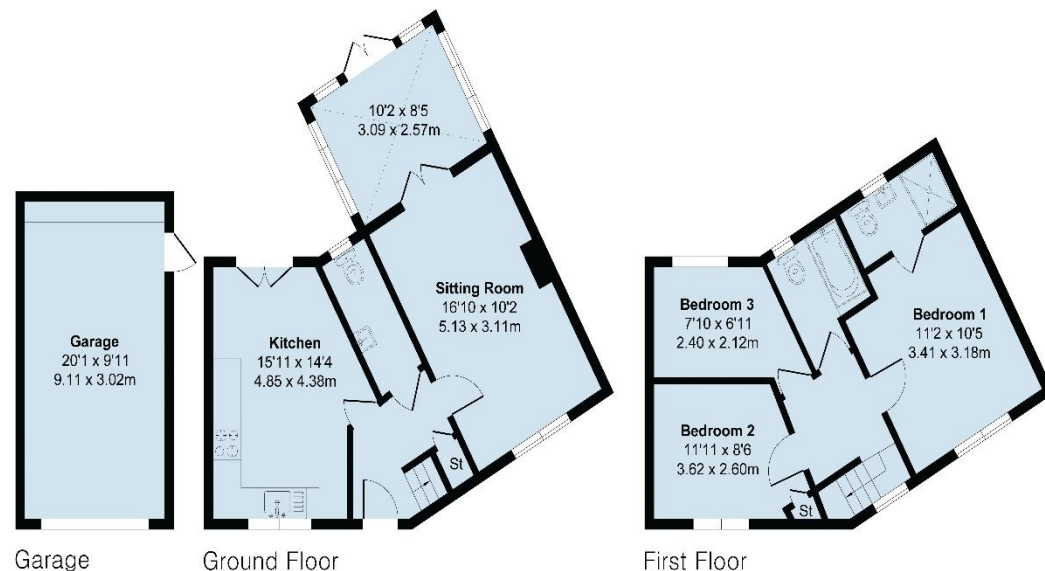 10'2 x 8'5
3.09 x 2.57m
Garage
20'1 x 9'11
9.11 x 3.02m
Kitchen
15'11 x 14'4
4.85 x 4.38m
Sitting Room
16'10 x 10'2
5.13 x 3.11m
St
Bedroom 3
7'10 x 6'11
2.40 x 2.12m
Bedroom 1
11'2 x 10'5
3.41 x 3.18m
Bedroom 2
11'11 x 8'6
3.62 x 2.60m
St
Garage
Ground Floor
First Floor